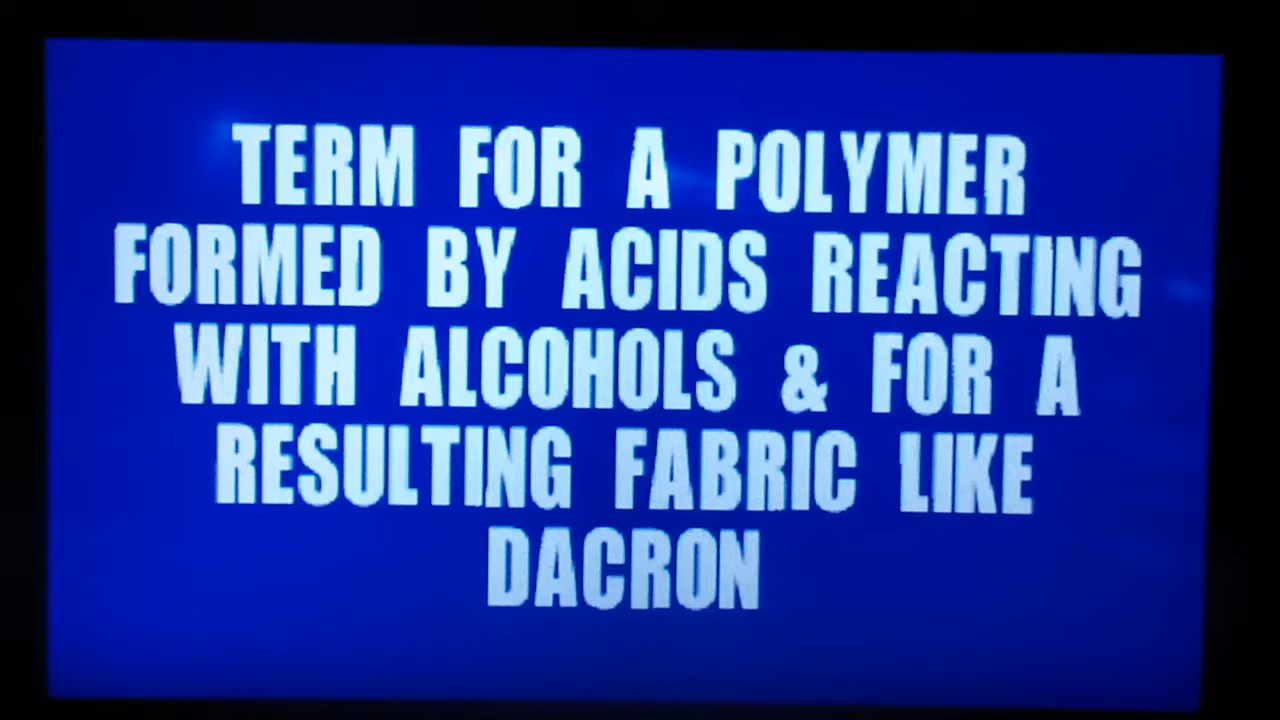 TERM FOR A POLYMER
FORMED BY ACIDS REACTING
WITH ALCOHOLS & FOR A
RESULTING FABRIC LIKE
DACRON